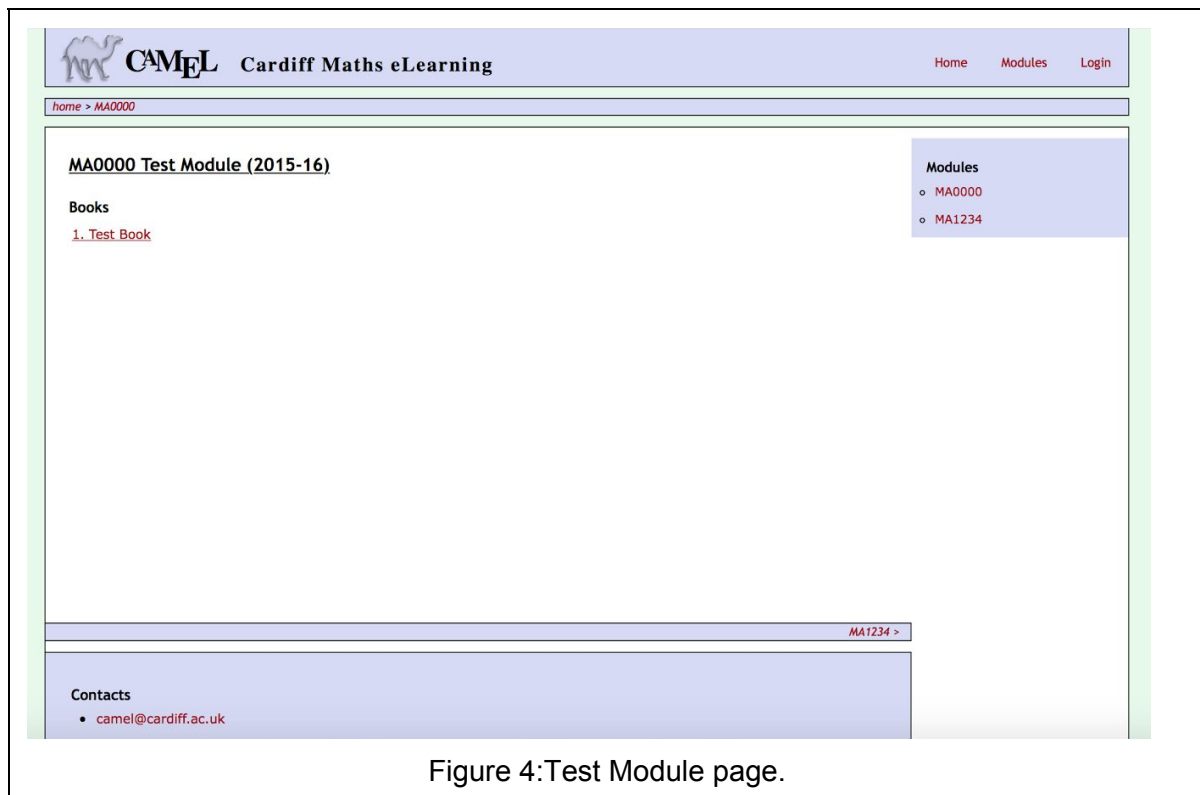 CAMEL Cardiff Maths eLearning
Home Modules Login
home > MA0000
MA0000 Test Module (2015-16)
Books
1. Test Book
Modules
MA0000
MA1234
MA1234 >
Contacts
camel@cardiff.ac.uk
Figure 4:Test Module page.